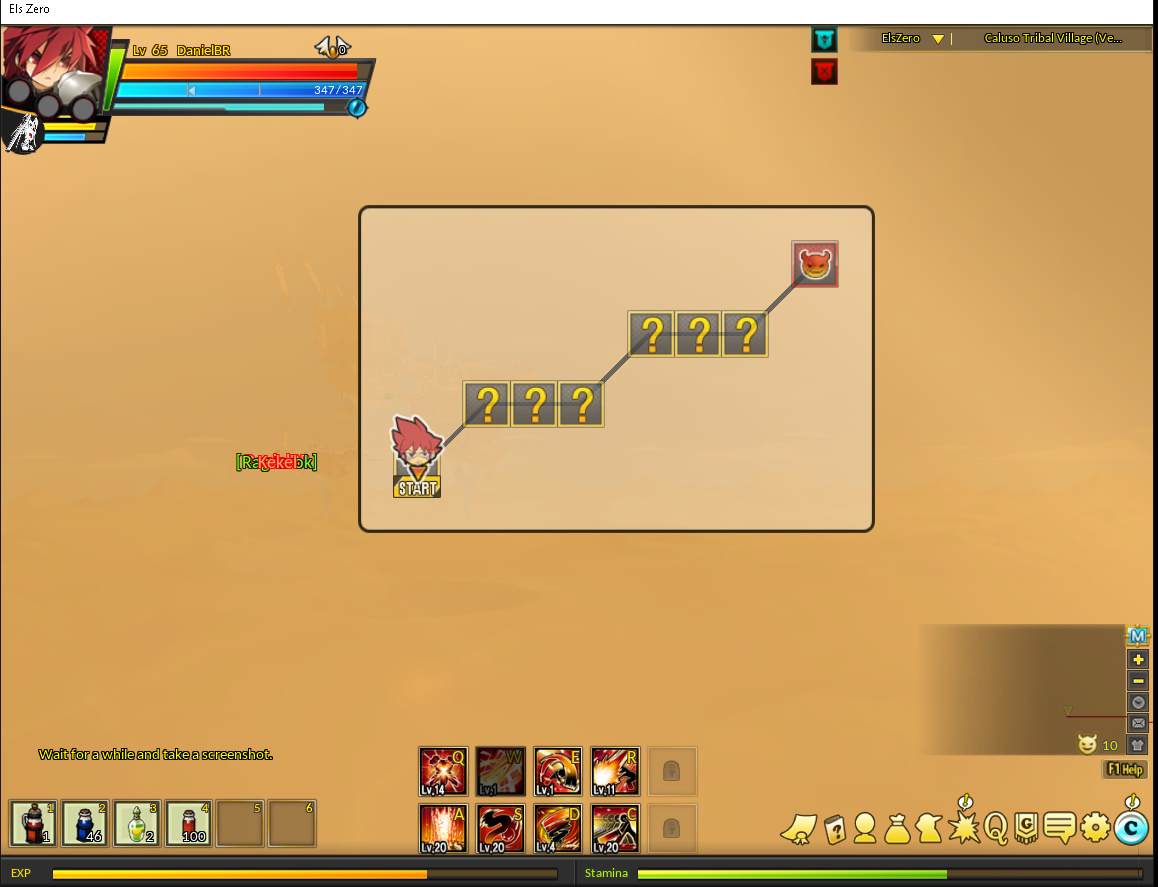 Els Zero
Lv 65 DanielBR
0
ElsZero
Caluso Tribal Village (Ve...
347/347
? ? ?
? ? ?
START
M
10
F1 Help
Wait for a while and take a screenshot.
Q W E R
Lv.14 Lv.1 Lv.1 Lv.11
1 2 3 4 5 6
1 46 2 100
A S D C
Lv.20 Lv.20 Lv.4 Lv.20
? Q G C
EXP
Stamina